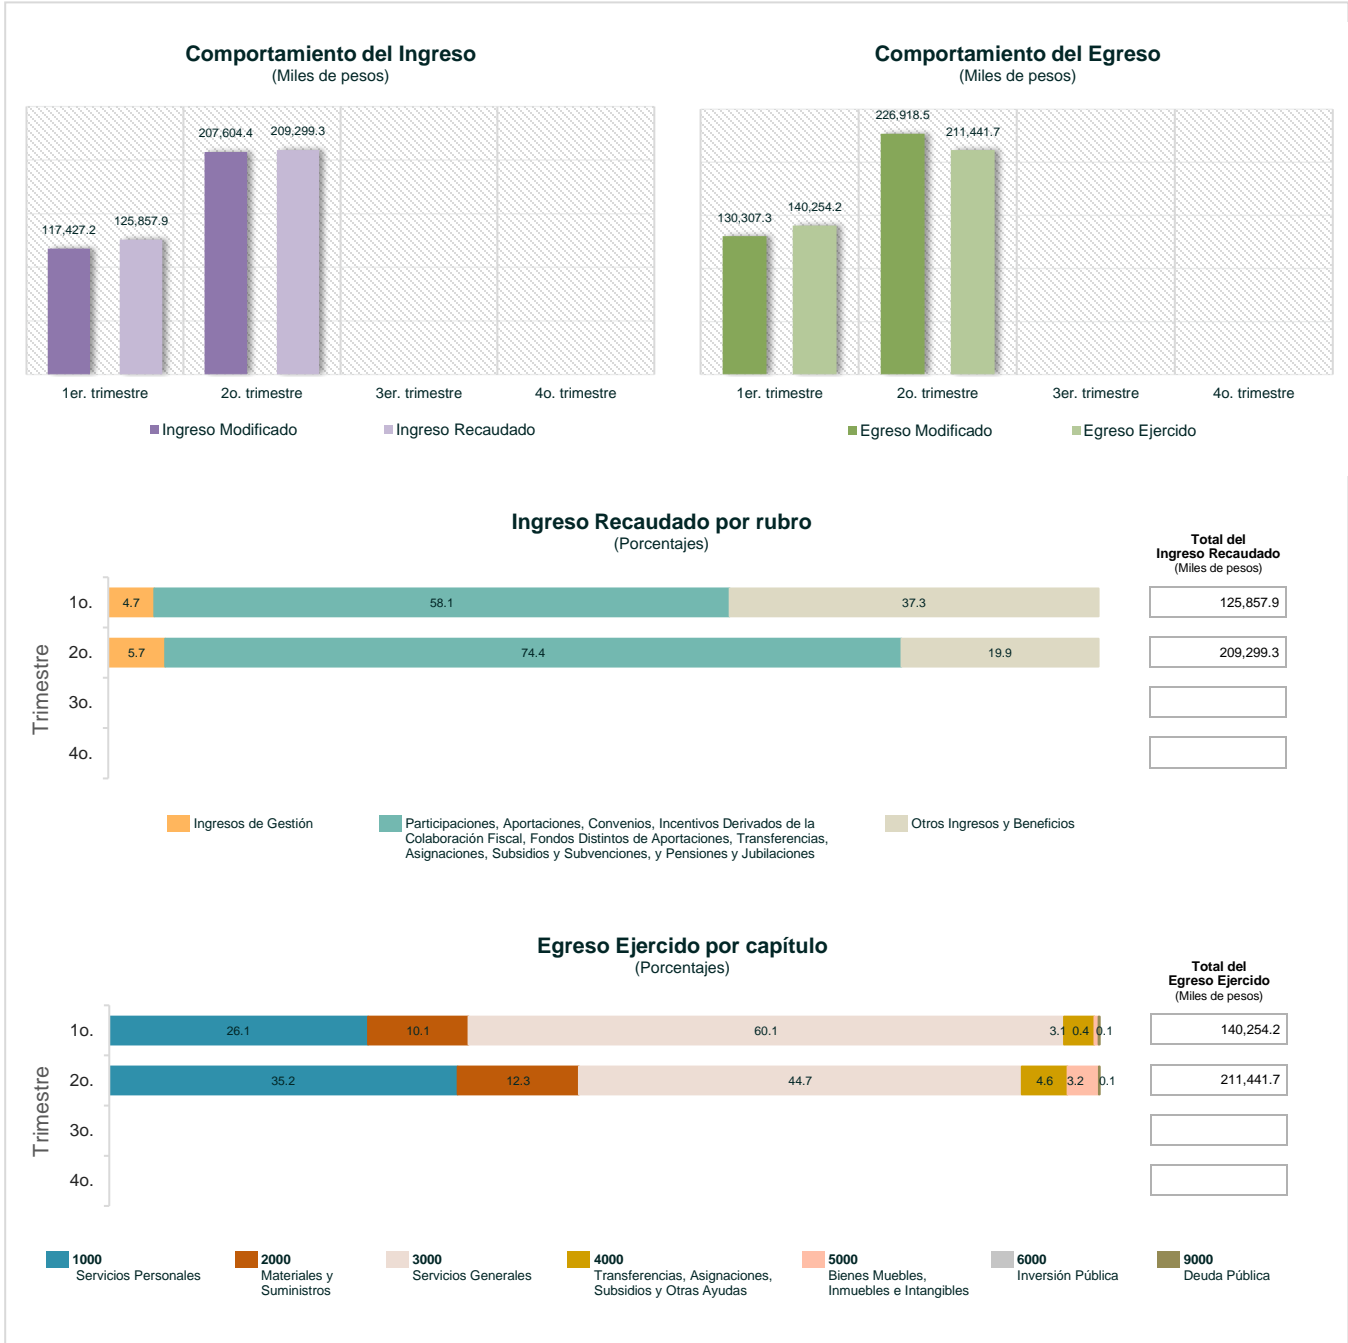 Comportamiento del Ingreso
(Miles de pesos)
117,427.2
125,857.9
207,604.4
209,299.3
1er. trimestre
2o. trimestre
3er. trimestre
4o. trimestre
Ingreso Modificado
Ingreso Recaudado
Comportamiento del Egreso
(Miles de pesos)
130,307.3
140,254.2
226,918.5
211,441.7
1er. trimestre
2o. trimestre
3er. trimestre
4o. trimestre
Egreso Modificado
Egreso Ejercido
Ingreso Recaudado por rubro
(Porcentajes)
Total del
Ingreso Recaudado
(Miles de pesos)
Trimestre
1o.
4.7
58.1
37.3
125,857.9
2o.
5.7
74.4
19.9
209,299.3
3o.
4o.
Ingresos de Gestión
Participaciones, Aportaciones, Convenios, Incentivos Derivados de la
Colaboración Fiscal, Fondos Distintos de Aportaciones, Transferencias,
Asignaciones, Subsidios y Subvenciones, y Pensiones y Jubilaciones
Otros Ingresos y Beneficios
Egreso Ejercido por capítulo
(Porcentajes)
Total del
Egreso Ejercido
(Miles de pesos)
Trimestre
1o.
26.1
10.1
60.1
3.1
0.4
0.1
140,254.2
2o.
35.2
12.3
44.7
4.6
3.2
0.1
211,441.7
3o.
4o.
1000
Servicios Personales
2000
Materiales y
Suministros
3000
Servicios Generales
4000
Transferencias, Asignaciones,
Subsidios y Otras Ayudas
5000
Bienes Muebles,
Inmuebles e Intangibles
6000
Inversión Pública
9000
Deuda Pública